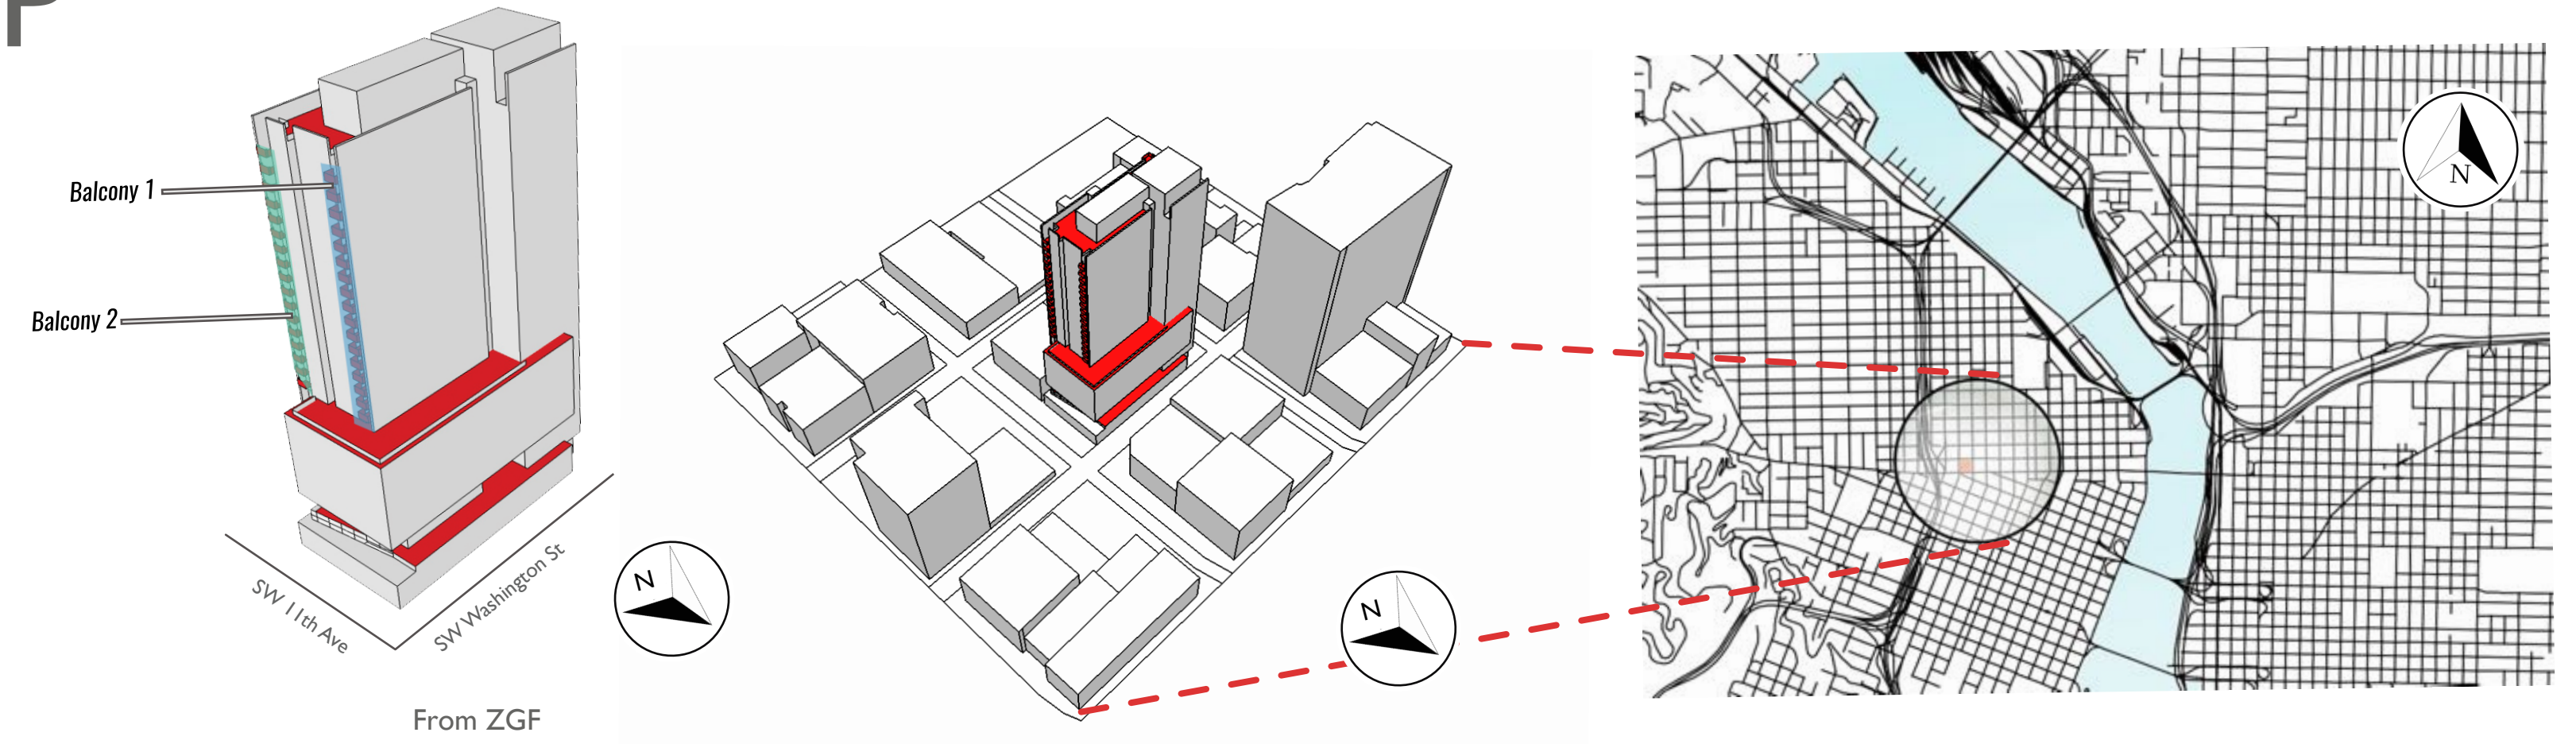 P
Balcony 1
Balcony 2
SW 11th Ave
SW Washington St
From ZGF
N
N
N